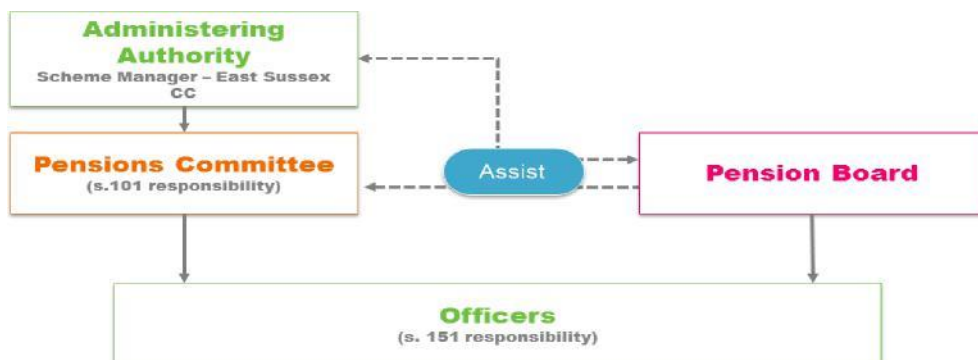 Administering
Authority
Scheme Manager – East Sussex
CC
Pensions Committee
(s.101 responsibility)
Assist
Pension Board
Officers
(s. 151 responsibility)